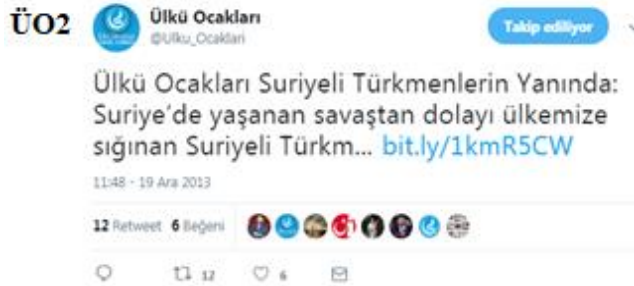 ÜO2
Ülkü Ocakları
@Ulku_Ocaklari
Takip ediliyor
Ülkü Ocakları Suriyeli Türkmenlerin Yanında:
Suriye'de yaşanan savaştan dolayı ülkemize
sığınan Suriyeli Türkm... bit.ly/1kmR5CW
11:48 - 19 Ara 2013
12 Retweet 6 Beğeni
12 6